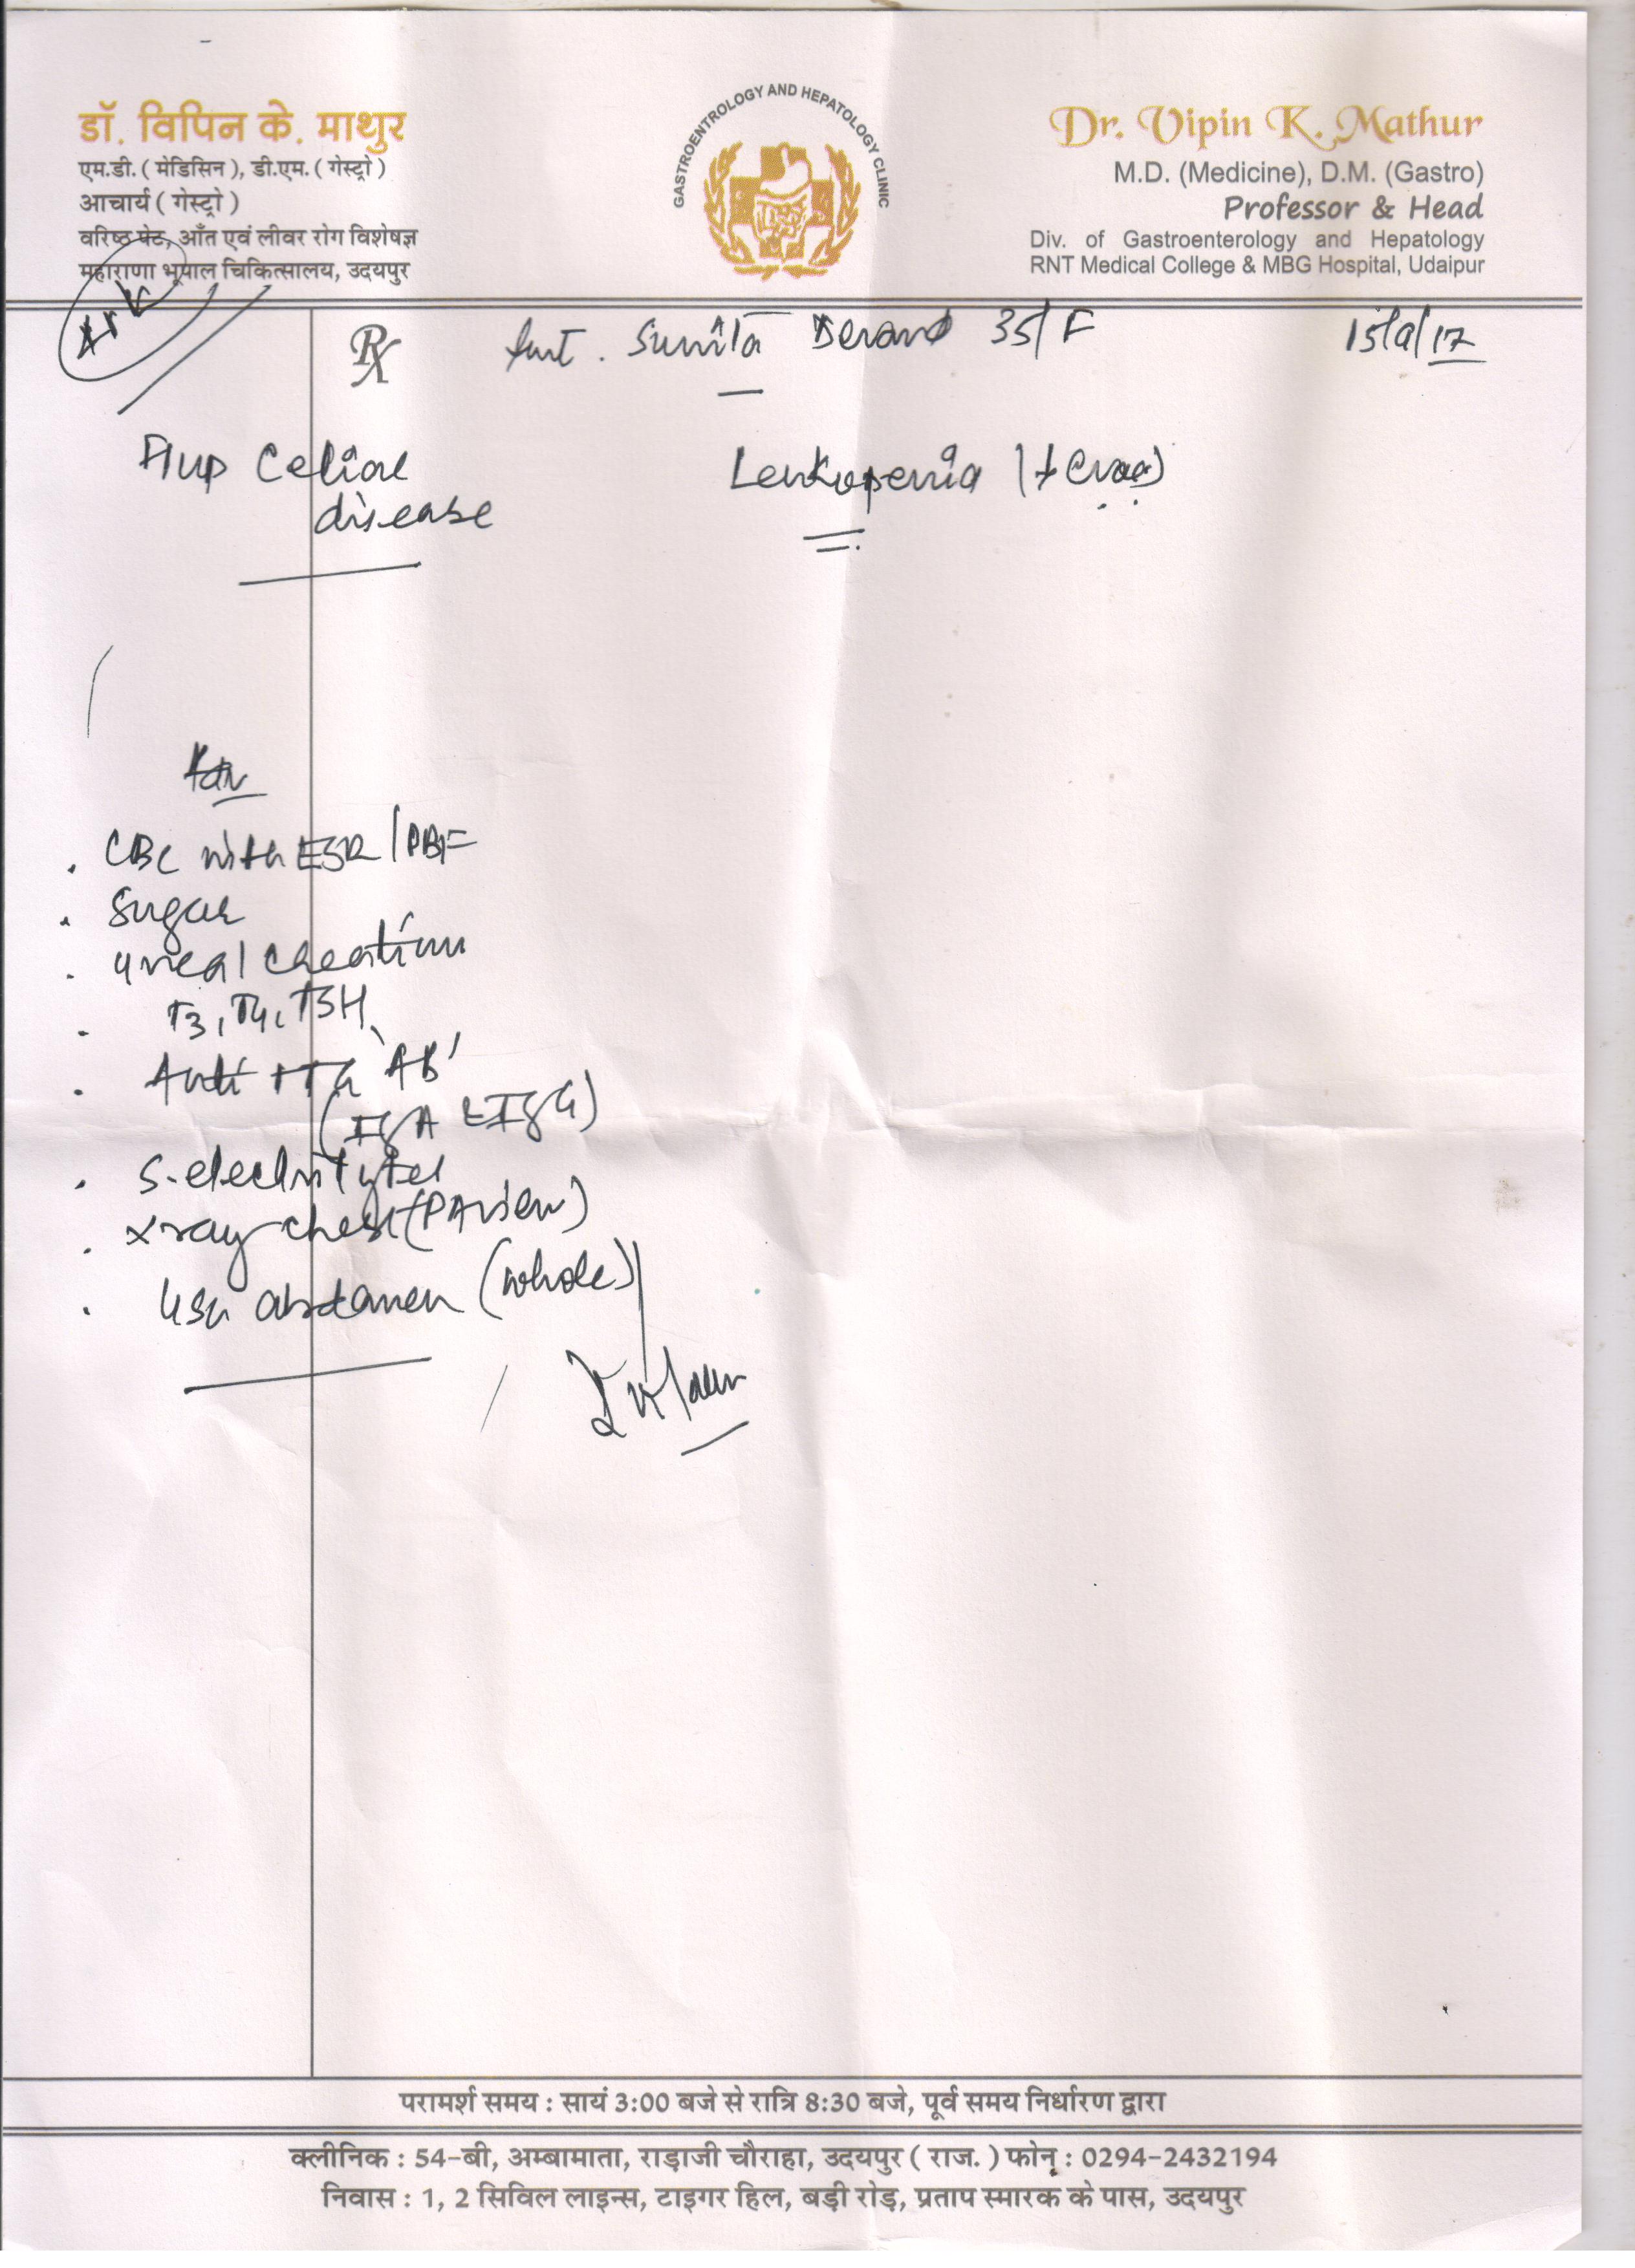 डॉ. विपिन के. माथुर
एम.डी. ( मेडिसिन ), डी.एम. ( गेस्ट्रो )
आचार्य ( गेस्ट्रो )
वरिष्ठ पेट, आँत एवं लीवर रोग विशेषज्ञ
महाराणा भूपाल चिकित्सालय, उदयपुर
GASTROENTROLOGY AND HEPATOLOGY CLINIC
Dr. Vipin K. Mathur
M.D. (Medicine), D.M. (Gastro)
Professor & Head
Div. of Gastroenterology and Hepatology
RNT Medical College & MBG Hospital, Udaipur
Rx
Smt. Sunita 35/F
15/9/17
Celiac
disease
Leukopenia
. CBC with ESR / PBF
. Sugar
. Urea / creatinine
. T3, T4, TSH
. Anti tTG 'AB'
(IgA & IgG)
. S. electrolytes
. X ray chest (PA view)
. USG abdomen (whole)
परामर्श समय : सायं 3:00 बजे से रात्रि 8:30 बजे, पूर्व समय निर्धारण द्वारा
क्लीनिक : 54-बी, अम्बामाता, राड़ाजी चौराहा, उदयपुर ( राज. ) फोन : 0294-2432194
निवास : 1, 2 सिविल लाइन्स, टाइगर हिल, बड़ी रोड़, प्रताप स्मारक के पास, उदयपुर